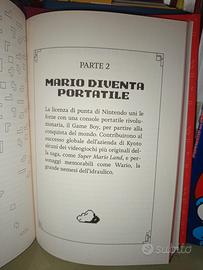 PARTE 2
MARIO DIVENTA
PORTATILE
La licenza di punta di Nintendo unì le
forze con una console portatile rivolu-
zionaria, il Game Boy, per partire alla
conquista del mondo. Contribuirono al
successo globale dell'azienda di Kyoto
alcuni dei videogiochi più originali del-
la saga, come Super Mario Land, e per-
sonaggi memorabili come Wario, la
grande nemesi dell'idraulico.
Subito